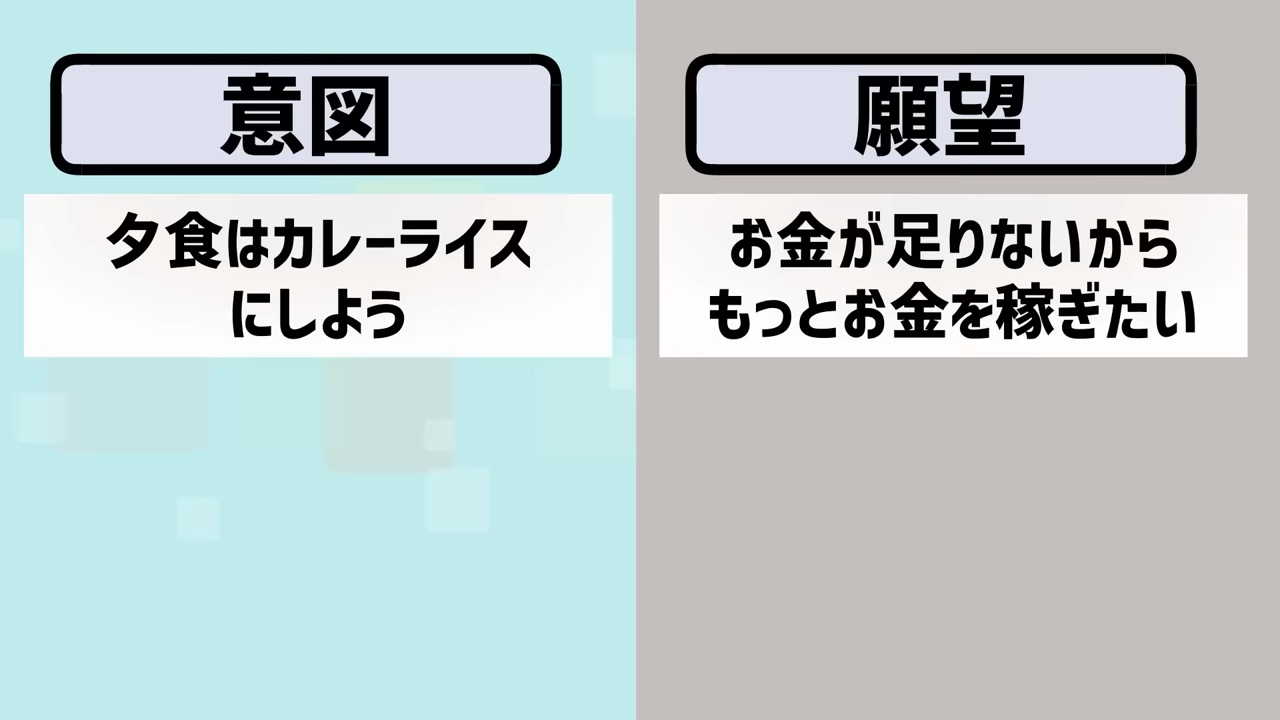 意図
夕食はカレーライス
にしよう
願望
お金が足りないから
もっとお金を稼ぎたい